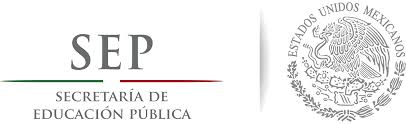 SEP
SECRETARÍA DE
EDUCACIÓN PÚBLICA
ESTADOS UNIDOS MEXICANOS